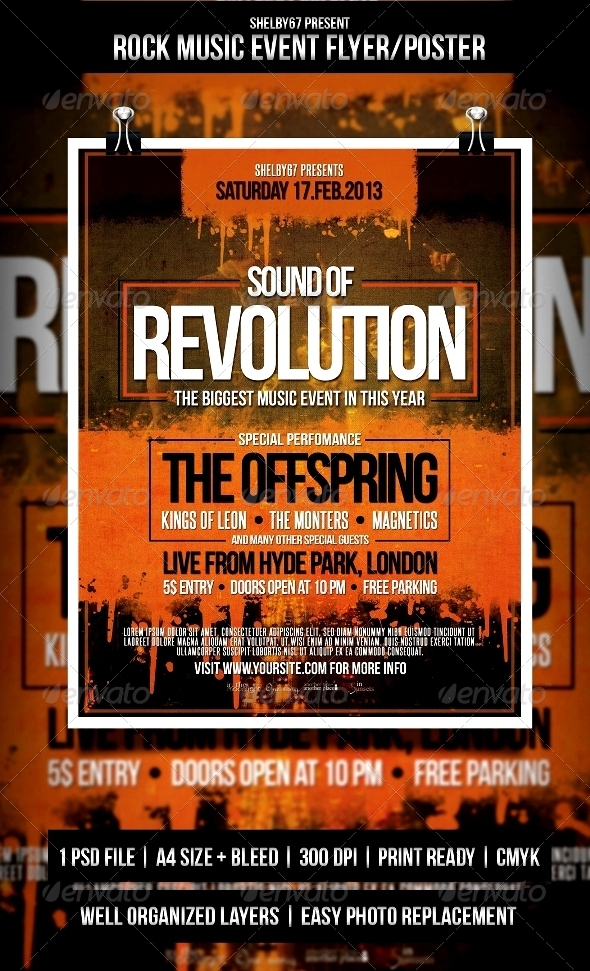 SHELBY67 PRESENT
ROCK MUSIC EVENT FLYER/POSTER
SHELBY67 PRESENTS
SATURDAY 17.FEB.2013
SOUND OF
REVOLUTION
THE BIGGEST MUSIC EVENT IN THIS YEAR
SPECIAL PERFOMANCE
THE OFFSPRING
KINGS OF LEON • THE MONTERS • MAGNETICS
AND MANY OTHER SPECIAL GUESTS
LIVE FROM HYDE PARK, LONDON
5$ ENTRY • DOORS OPEN AT 10 PM • FREE PARKING
LOREM IPSUM DOLOR SIT AMET, CONSECTETUER ADIPISCING ELIT, SED DIAM NONUMMY NIBH EUISMOD TINCIDUNT UT
LAOREET DOLORE MAGNA ALIQUAM ERAT VOLUTPAT. UT WISI ENIM AD MINIM VENIAM, QUIS NOSTRUD EXERCI TATION
ULLAMCORPER SUSCIPIT LOBORTIS NISL UT ALIQUIP EX EA COMMODO CONSEQUAT.
VISIT WWW.YOURSITE.COM FOR MORE INFO
5$ ENTRY • DOORS OPEN AT 10 PM • FREE PARKING
1 PSD FILE | A4 SIZE + BLEED | 300 DPI | PRINT READY | CMYK
WELL ORGANIZED LAYERS | EASY PHOTO REPLACEMENT
envato